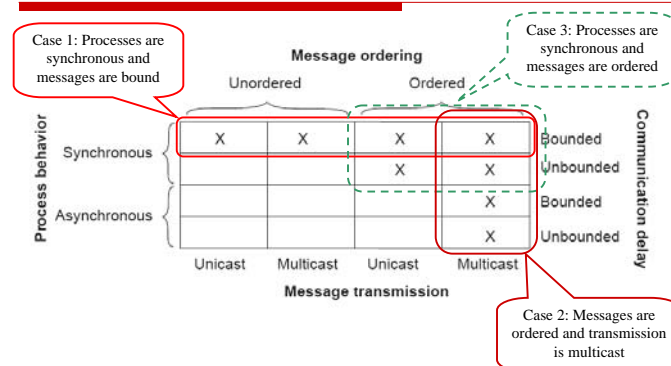 Case 1: Processes are
synchronous and
messages are bound
Case 3: Processes are
synchronous and
messages are ordered
Message ordering
Unordered
Ordered
Process behavior
Synchronous
Asynchronous
X X X X Bounded
X X Unbounded
X Bounded
X Unbounded
Communication delay
Unicast Multicast Unicast Multicast
Message transmission
Case 2: Messages are
ordered and transmission
is multicast